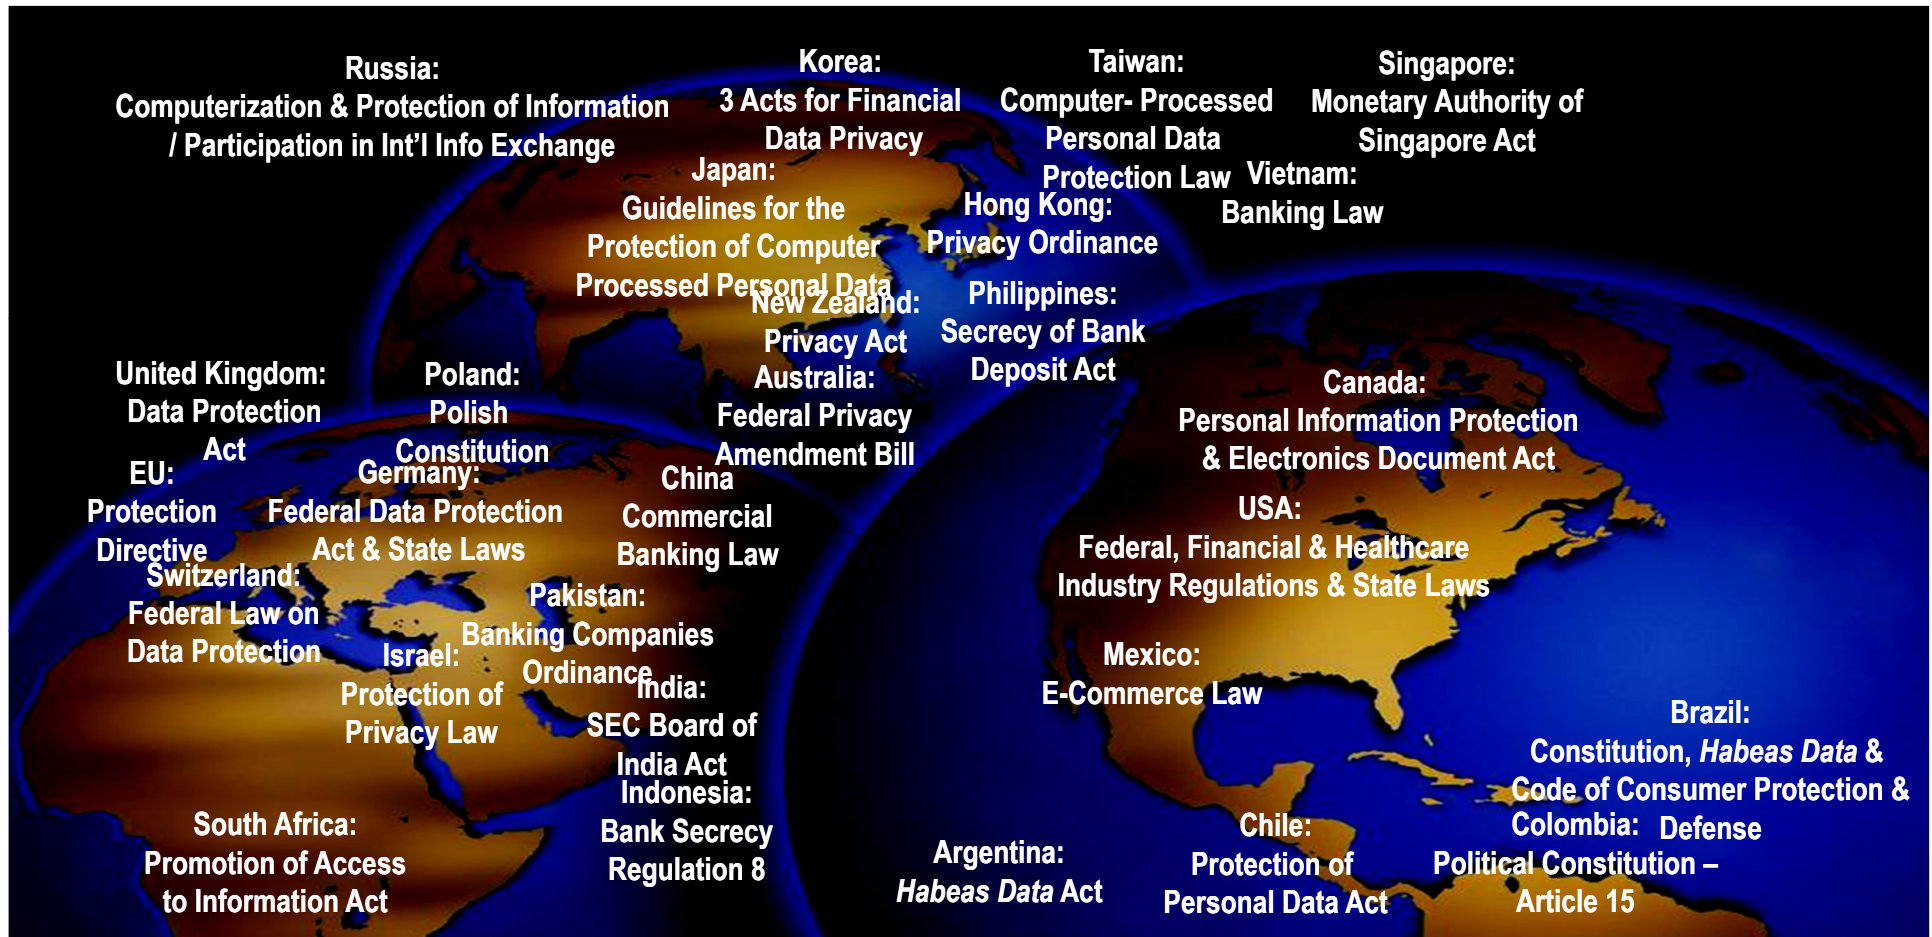 Russia:
Computerization & Protection of Information
/ Participation in Int'l Info Exchange
Korea:
3 Acts for Financial
Data Privacy
Taiwan:
Computer- Processed
Personal Data
Protection Law
Singapore:
Monetary Authority of
Singapore Act
Japan:
Guidelines for the
Protection of Computer
Processed Personal Data
Hong Kong:
Privacy Ordinance
Vietnam:
Banking Law
New Zealand:
Privacy Act
Philippines:
Secrecy of Bank
Deposit Act
United Kingdom:
Data Protection
Act
Poland:
Polish
Constitution
Australia:
Federal Privacy
Amendment Bill
Canada:
Personal Information Protection
& Electronics Document Act
EU:
Protection
Directive
Germany:
Federal Data Protection
Act & State Laws
China
Commercial
Banking Law
USA:
Federal, Financial & Healthcare
Industry Regulations & State Laws
Switzerland:
Federal Law on
Data Protection
Pakistan:
Banking Companies
Ordinance
Israel:
Protection of
Privacy Law
India:
SEC Board of
India Act
Mexico:
E-Commerce Law
Brazil:
Constitution, Habeas Data &
Code of Consumer Protection &
Defense
Indonesia:
Bank Secrecy
Regulation 8
South Africa:
Promotion of Access
to Information Act
Argentina:
Habeas Data Act
Chile:
Protection of
Personal Data Act
Colombia:
Political Constitution –
Article 15